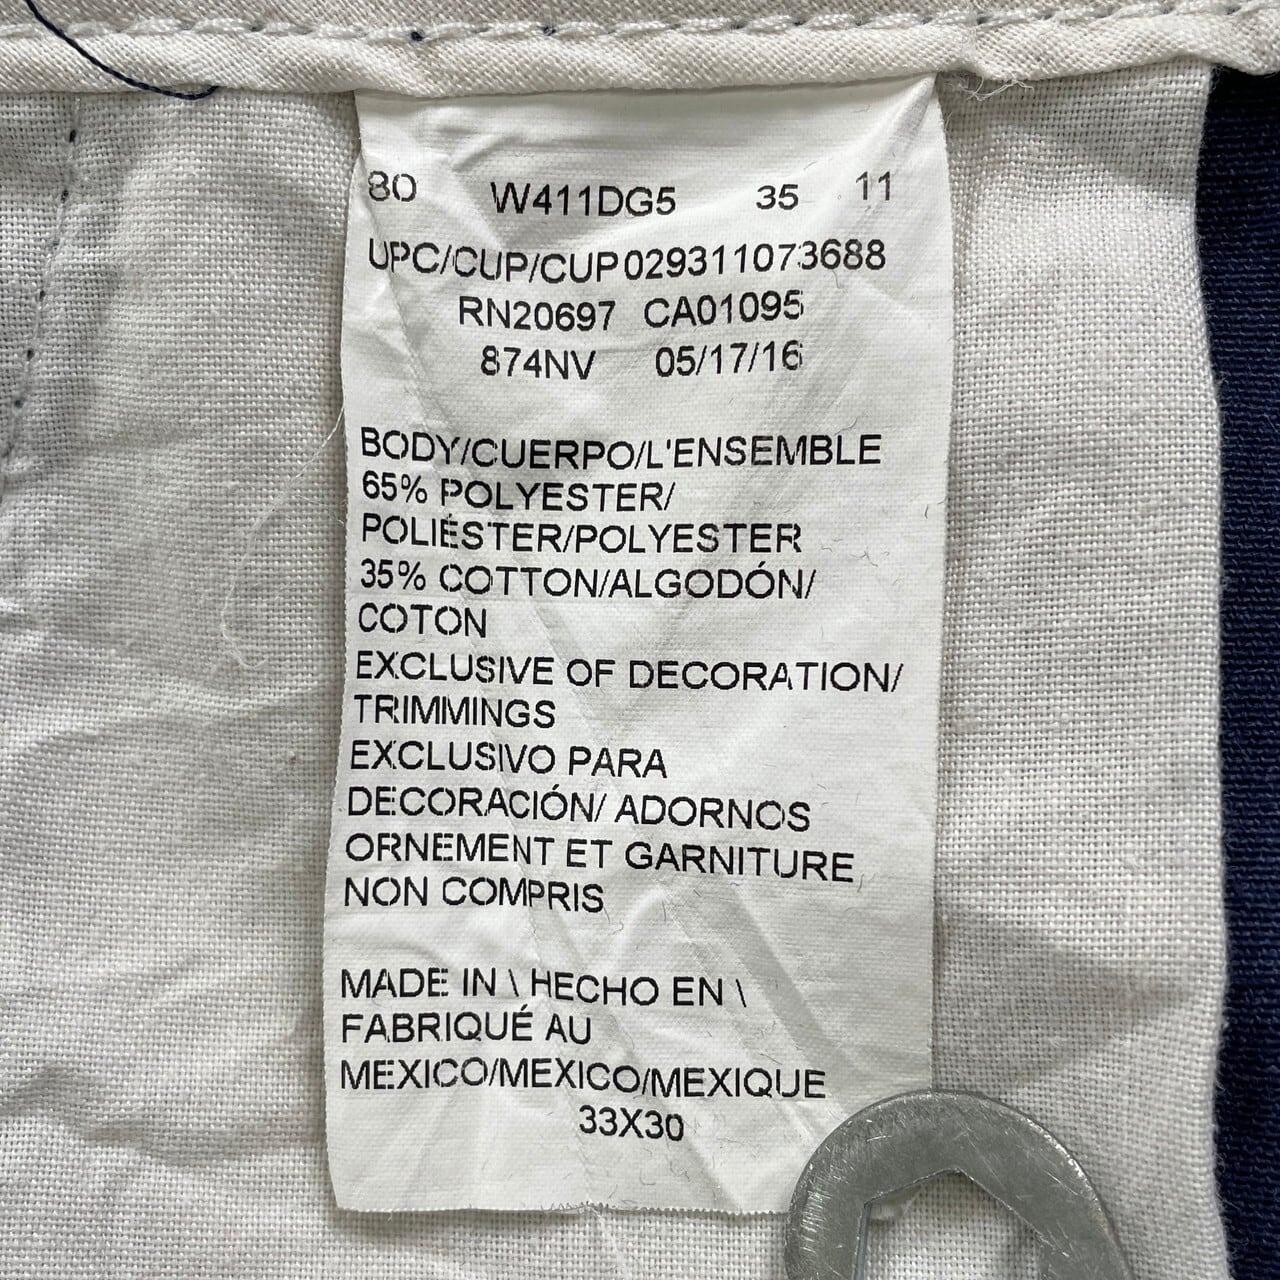 80 W411DG5 35 11
UPC/CUP/CUP029311073688
RN20697 CA01095
874NV 05/17/16
BODY/CUERPO/L'ENSEMBLE
65% POLYESTER/
POLIÉSTER/POLYESTER
35% COTTON/ALGODÓN/
COTON
EXCLUSIVE OF DECORATION/
TRIMMINGS
EXCLUSIVO PARA
DECORACIÓN/ ADORNOS
ORNEMENT ET GARNITURE
NON COMPRIS
MADE IN \ HECHO EN \
FABRIQUÉ AU
MEXICO/MEXICO/MEXIQUE
33X30